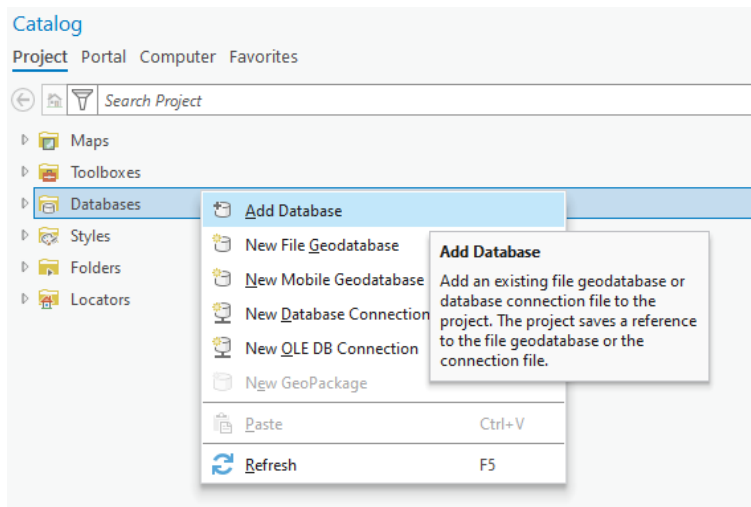 Catalog
Project Portal Computer Favorites
Search Project
Maps
Toolboxes
Databases
Styles
Folders
Locators
Add Database
New File Geodatabase
New Mobile Geodatabase
New Database Connection
New OLE DB Connection
New GeoPackage
Paste Ctrl+V
Refresh F5
Add Database
Add an existing file geodatabase or
database connection file to the
project. The project saves a reference
to the file geodatabase or the
connection file.